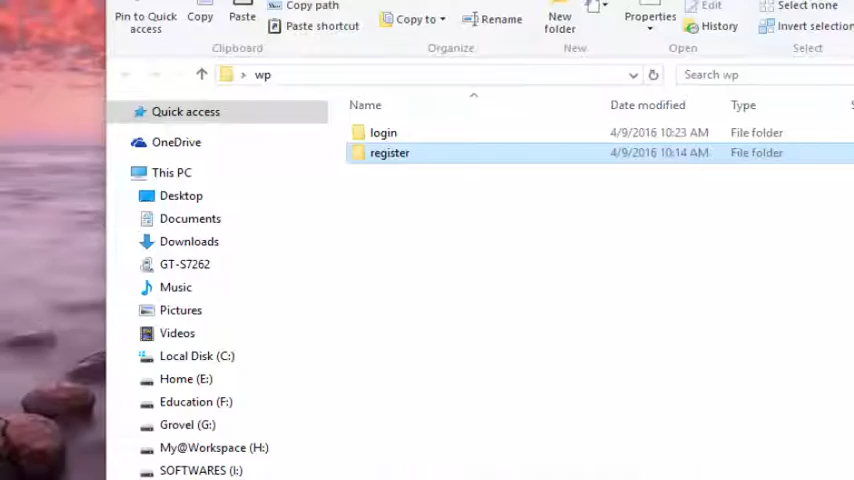 Pin to Quick access
Copy
Paste
Copy path
Paste shortcut
Clipboard
Copy to
Rename
Organize
New folder
New
Properties
Edit
History
Open
Select none
Invert selection
Select
wp
Search wp
Name
Date modified
Type
S
login
4/9/2016 10:23 AM
File folder
register
4/9/2016 10:14 AM
File folder
Quick access
OneDrive
This PC
Desktop
Documents
Downloads
GT-S7262
Music
Pictures
Videos
Local Disk (C:)
Home (E:)
Education (F:)
Grovel (G:)
My@Workspace (H:)
SOFTWARES (I:)